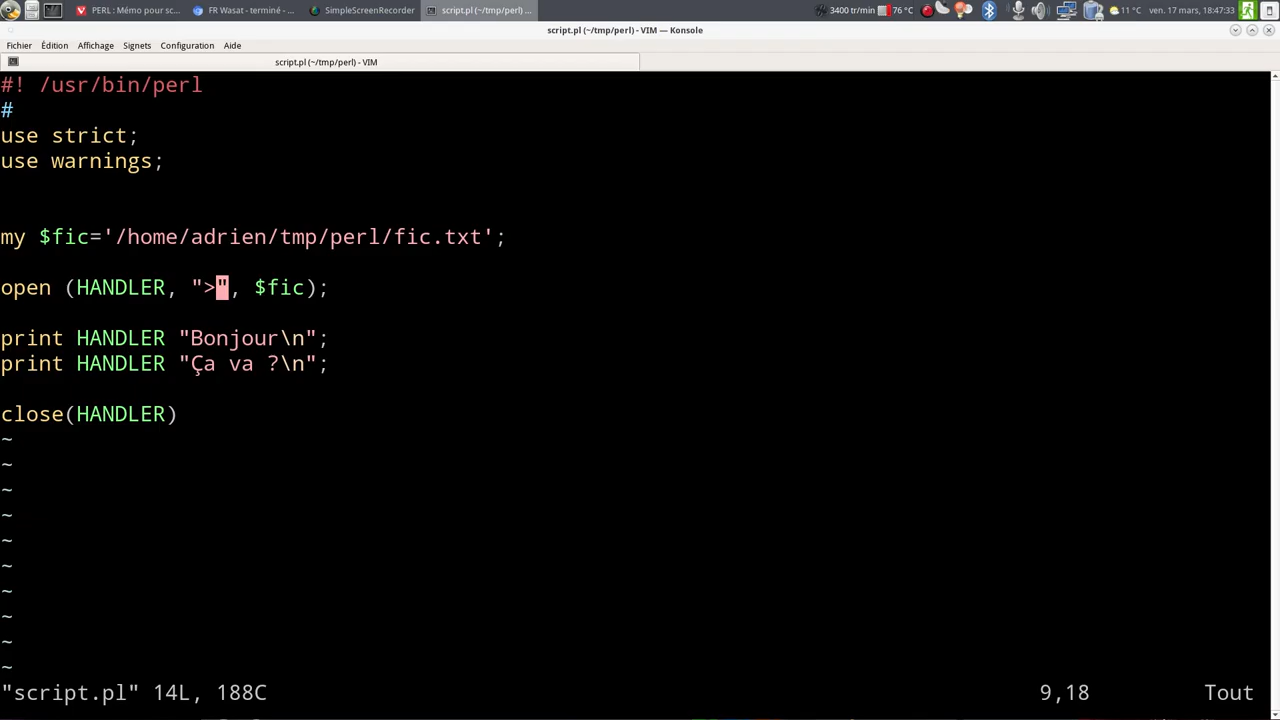 PERL : Mémo pour sc... FR Wasat - terminé - ... SimpleScreenRecorder script.pl (~/tmp/perl) ... 3400 tr/min 76 °C 11 °C ven. 17 mars, 18:47:33
script.pl (~/tmp/perl) - VIM — Konsole
Fichier Édition Affichage Signets Configuration Aide
script.pl (~/tmp/perl) - VIM
#! /usr/bin/perl
#
use strict;
use warnings;
my $fic='/home/adrien/tmp/perl/fic.txt';
open (HANDLER, ">", $fic);
print HANDLER "Bonjour\n";
print HANDLER "Ça va ?\n";
close(HANDLER)
~
~
~
~
~
~
~
~
~
~
"script.pl" 14L, 188C 9,18 Tout